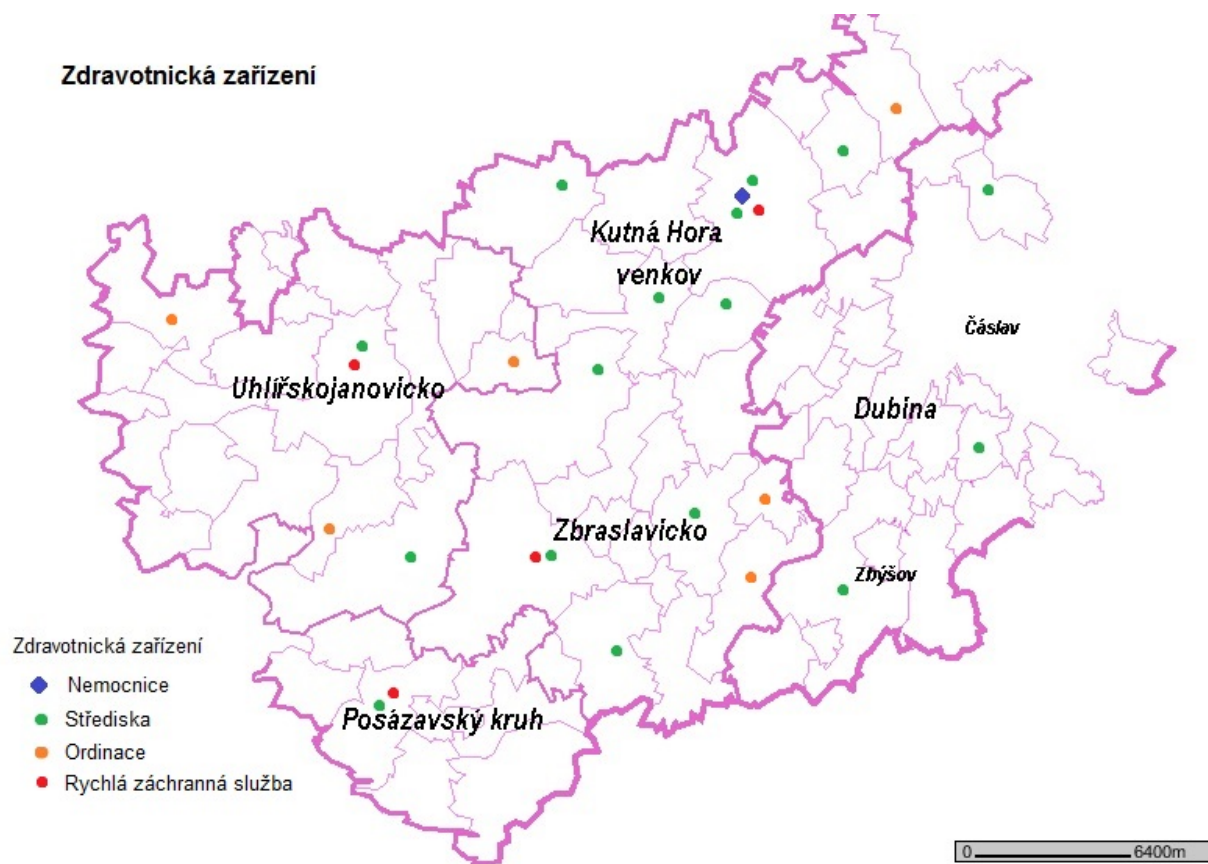 Zdravotnická zařízení
Kutná Hora
venkov
Čáslav
Uhlířskojanovicko
Dubina
Zbraslavicko
Zbýšov
Posázavský kruh
Zdravotnická zařízení
Nemocnice
Střediska
Ordinace
Rychlá záchranná služba
0 6400m